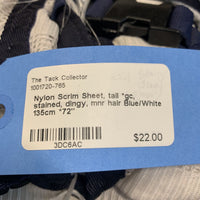 The Tack Collector
1001720-765
Nylon Scrim Sheet, tail *gc,
stained, dingy, mnr hair Blue/White
135cm *72"
$22.00
3DC6AC